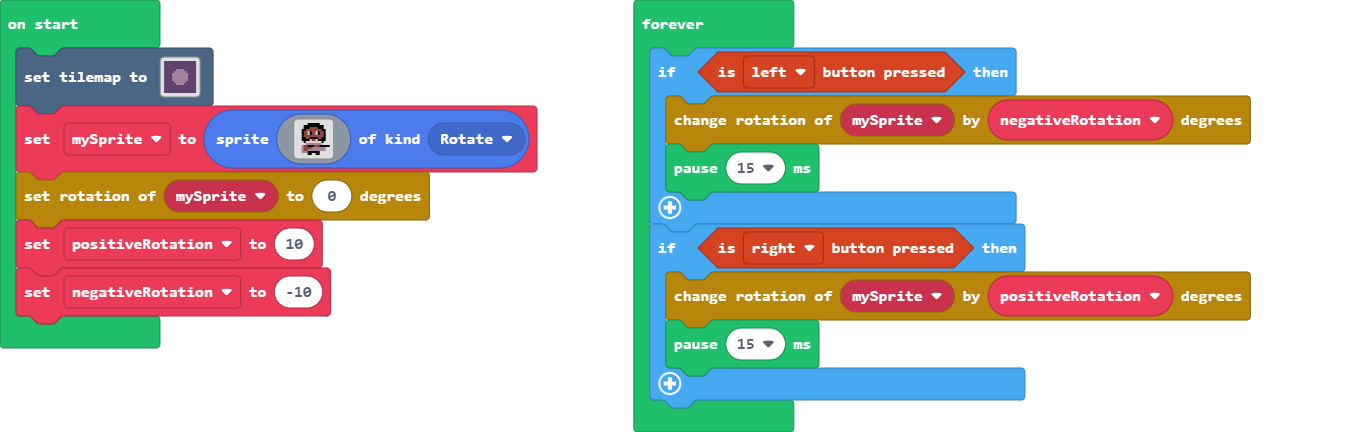 on start
set tilemap to
set mySprite to sprite of kind Rotate
set rotation of mySprite to 0 degrees
set positiveRotation to 10
set negativeRotation to -10
forever
if is left button pressed then
change rotation of mySprite by negativeRotation degrees
pause 15 ms
if is right button pressed then
change rotation of mySprite by positiveRotation degrees
pause 15 ms